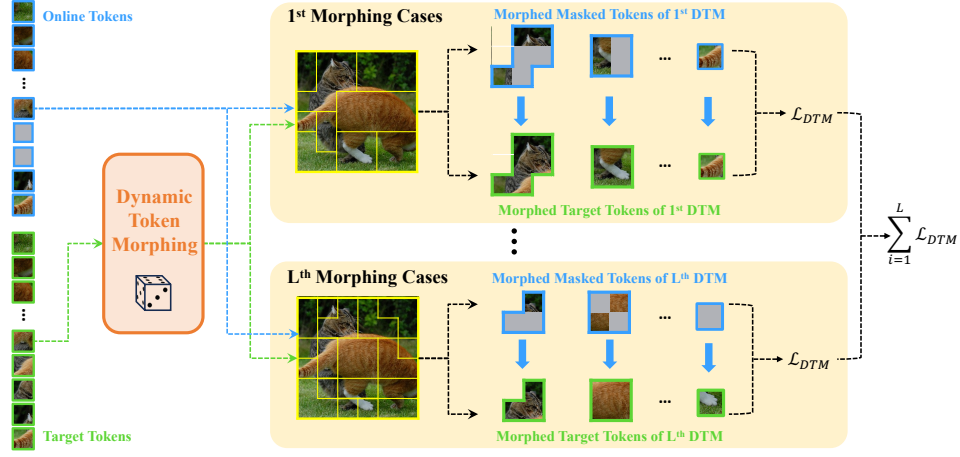 Online Tokens
Dynamic
Token
Morphing
Target Tokens
1st Morphing Cases
Morphed Masked Tokens of 1st DTM
...
Morphed Target Tokens of 1st DTM
...
ℒDTM
Lth Morphing Cases
Morphed Masked Tokens of Lth DTM
...
Morphed Target Tokens of Lth DTM
...
ℒDTM
L
∑ ℒDTM
i=1